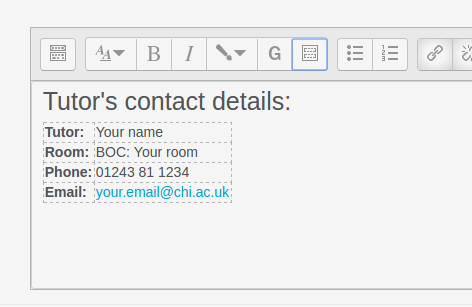 B I G
Tutor's contact details:
Tutor: Your name
Room: BOC: Your room
Phone: 01243 81 1234
Email: your.email@chi.ac.uk